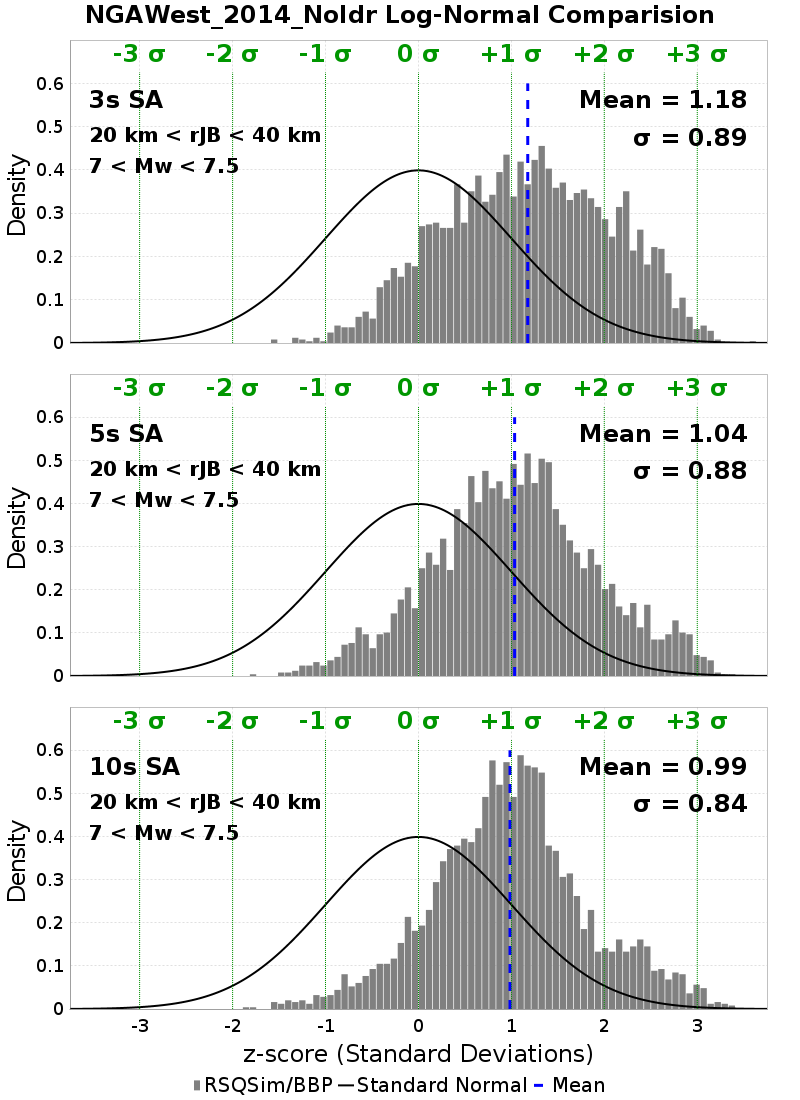 NGAWest_2014_NoIdr Log-Normal Comparision
-3 σ -2 σ -1 σ 0 σ +1 σ +2 σ +3 σ
0.6
3s SA Mean = 1.18
0.5
20 km < rJB < 40 km σ = 0.89
7 < Mw < 7.5
0.4
0.3
0.2
0.1
0
Density
-3 σ -2 σ -1 σ 0 σ +1 σ +2 σ +3 σ
0.6
5s SA Mean = 1.04
0.5
20 km < rJB < 40 km σ = 0.88
7 < Mw < 7.5
0.4
0.3
0.2
0.1
0
Density
-3 σ -2 σ -1 σ 0 σ +1 σ +2 σ +3 σ
0.6
10s SA Mean = 0.99
0.5
20 km < rJB < 40 km σ = 0.84
7 < Mw < 7.5
0.4
0.3
0.2
0.1
0
Density
-3 -2 -1 0 1 2 3
z-score (Standard Deviations)
RSQSim/BBP Standard Normal Mean